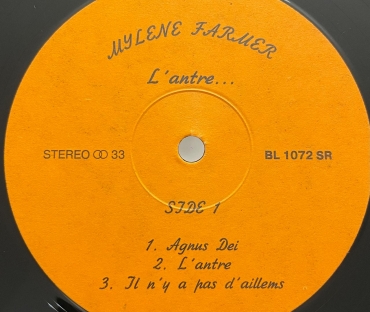 MYLENE FARMER
L'antre...
STEREO ꝏ 33 BL 1072 SR
SIDE 1
1. Agnus Dei
2. L'antre
3. Il n'y a pas d'aillems